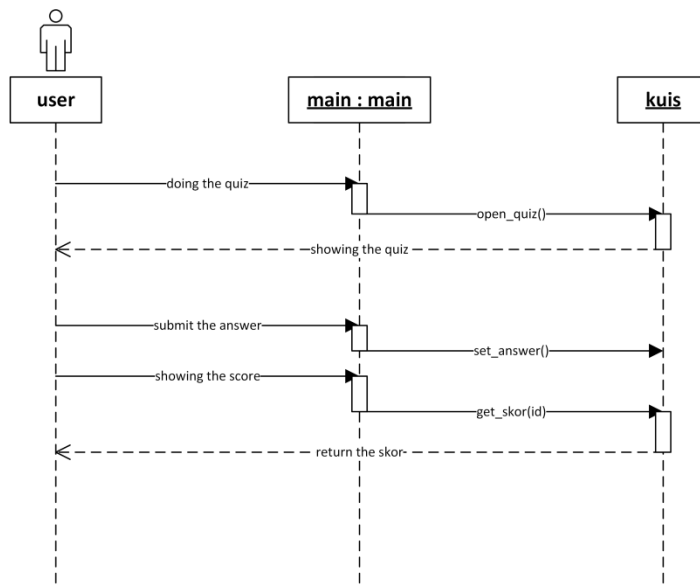 user
main : main
kuis
doing the quiz
open_quiz()
showing the quiz
submit the answer
set_answer()
showing the score
get_skor(id)
return the skor